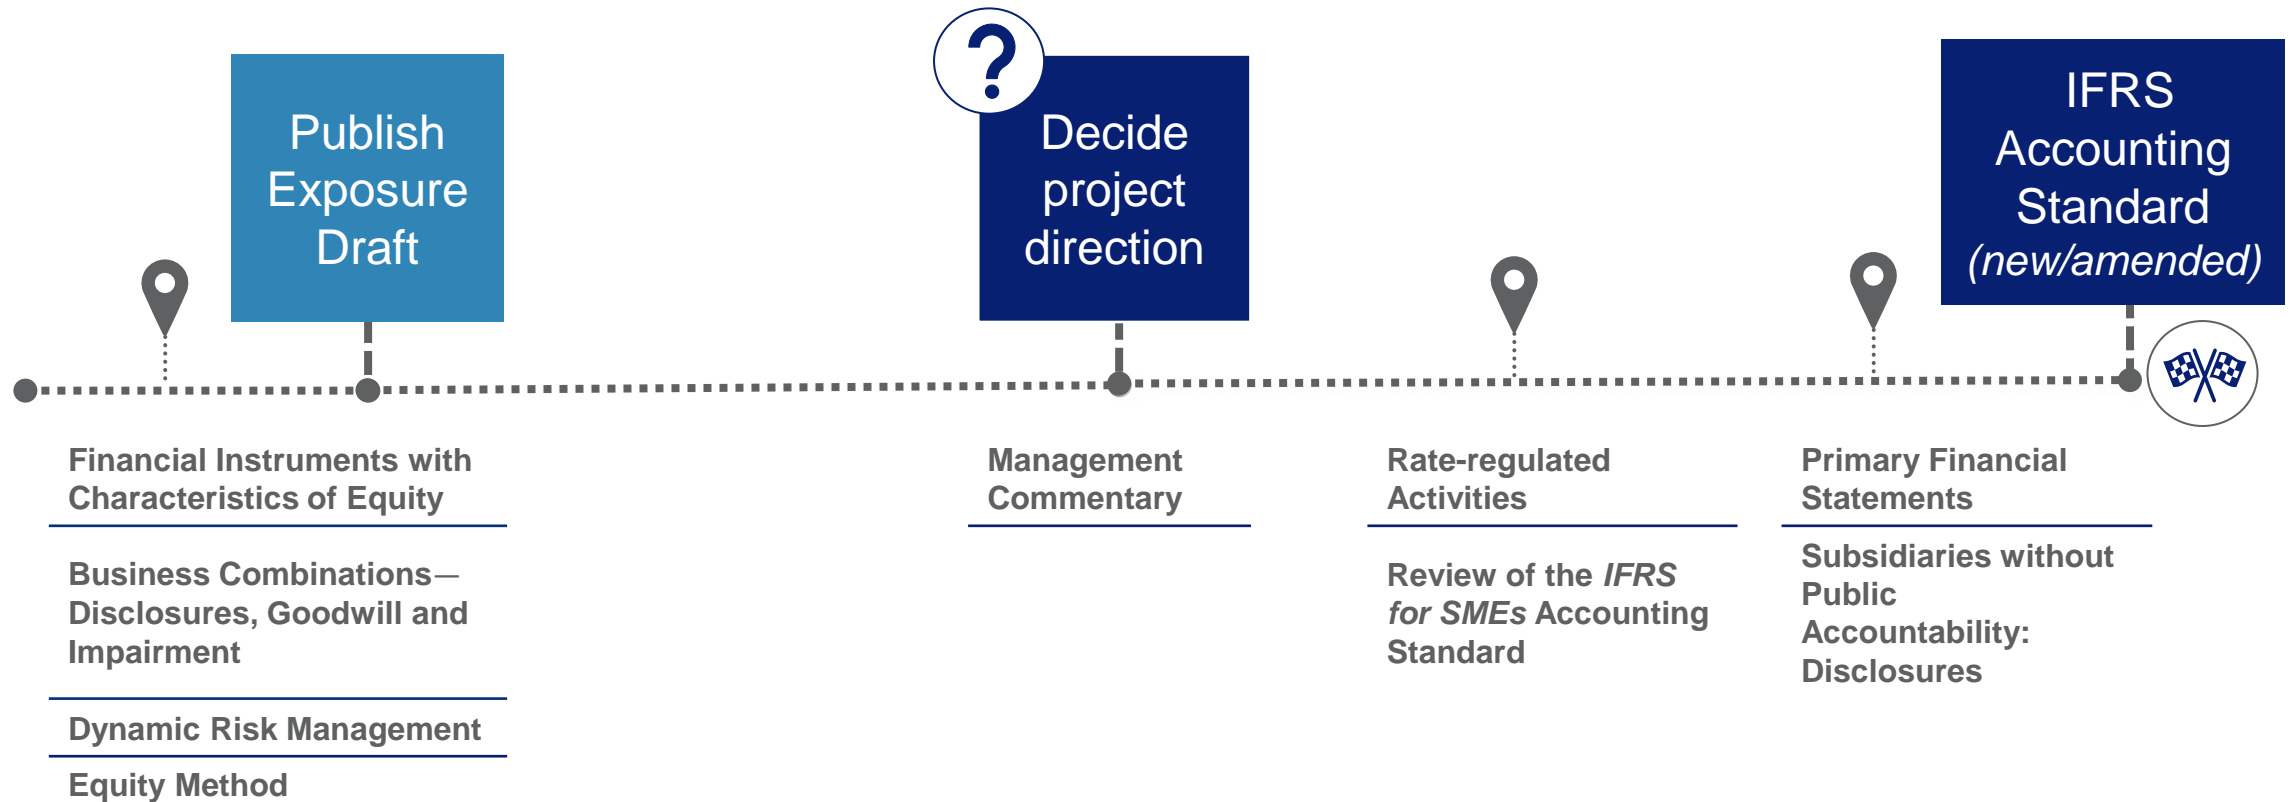 Publish
Exposure
Draft
?
Decide
project
direction
IFRS
Accounting
Standard
(new/amended)
Financial Instruments with
Characteristics of Equity
Business Combinations—
Disclosures, Goodwill and
Impairment
Dynamic Risk Management
Equity Method
Management
Commentary
Rate-regulated
Activities
Review of the IFRS
for SMEs Accounting
Standard
Primary Financial
Statements
Subsidiaries without
Public
Accountability:
Disclosures